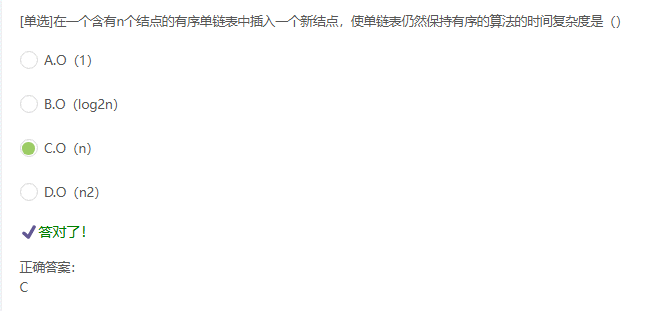 [单选]在一个含有n个结点的有序单链表中插入一个新结点，使单链表仍然保持有序的算法的时间复杂度是（）
A.O（1）
B.O（log2n）
C.O（n）
D.O（n2）
答对了！
正确答案：
C